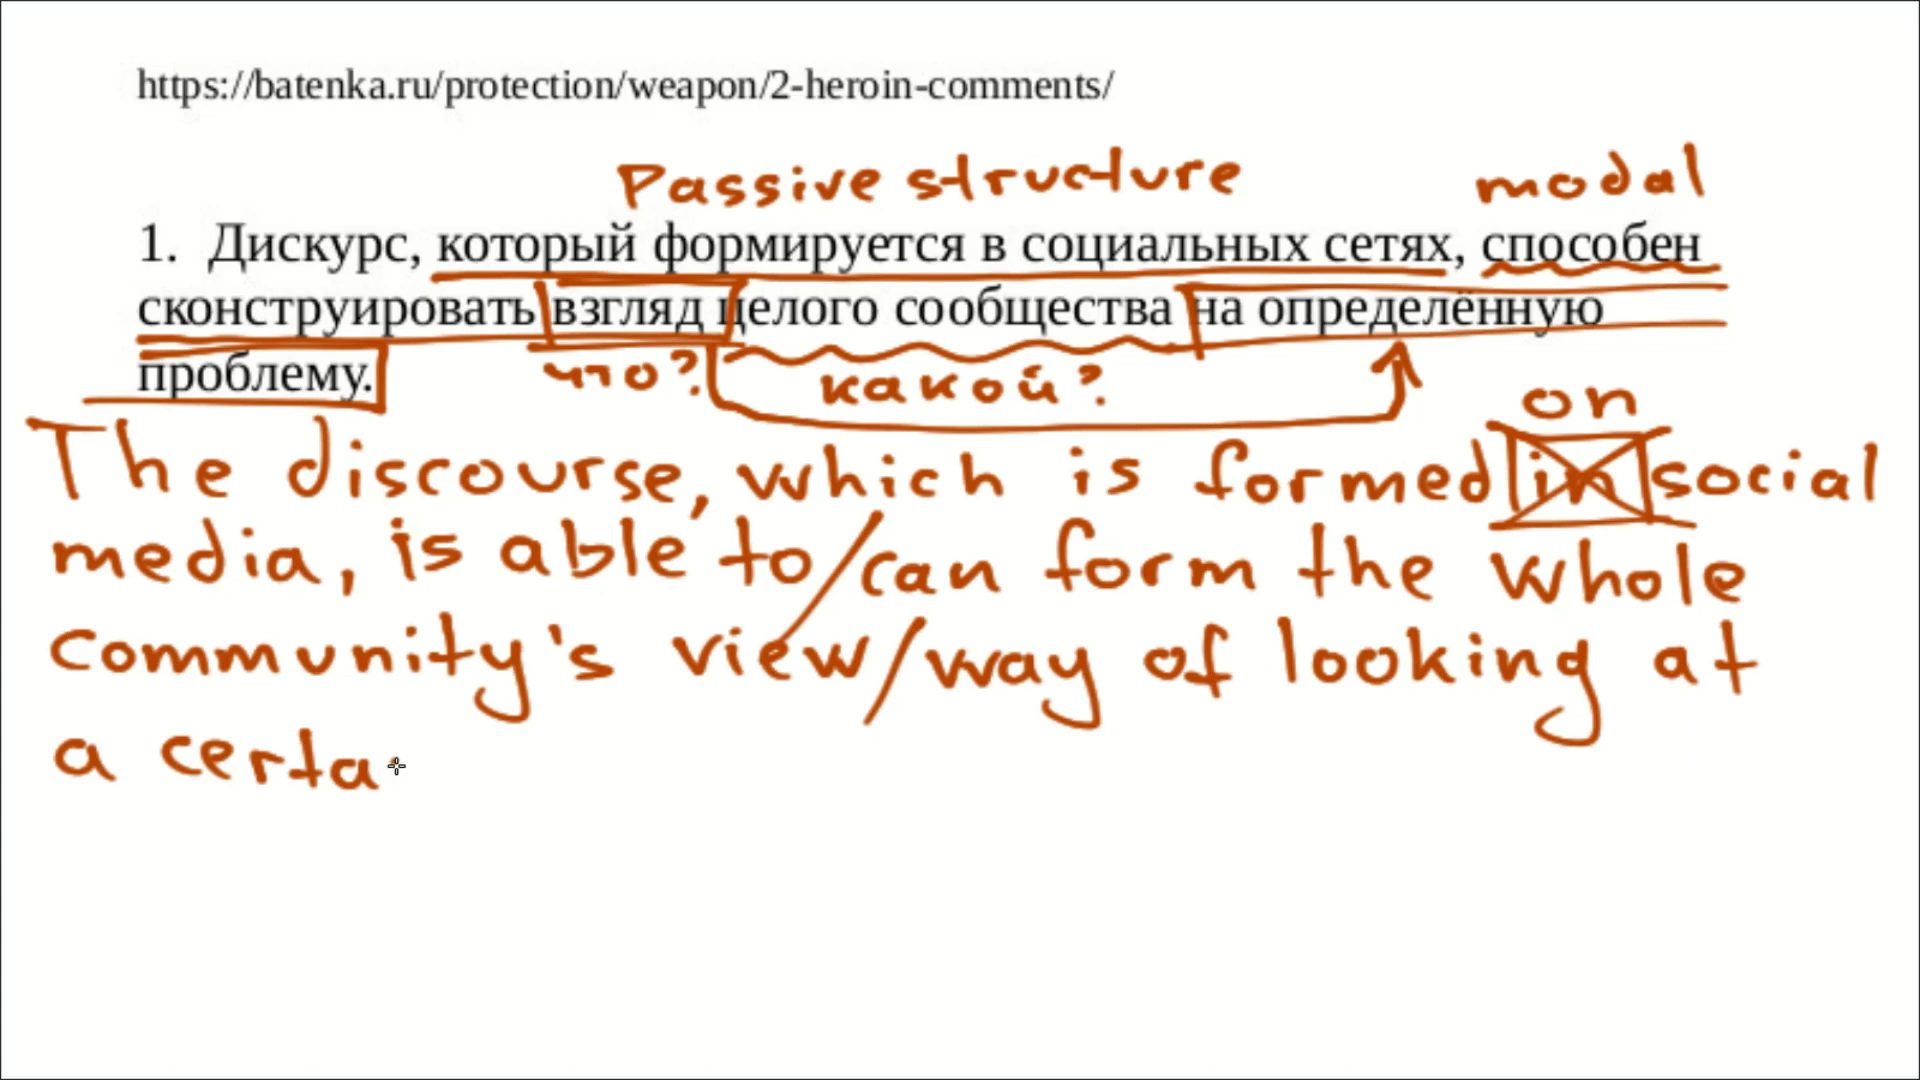 https://batenka.ru/protection/weapon/2-heroin-comments/
Passive structure modal
1. Дискурс, который формируется в социальных сетях, способен
сконструировать взгляд целого сообщества на определённую
проблему. что? какой?
on
The discourse, which is formed in social
media, is able to/can form the whole
community's view/way of looking at
a certa